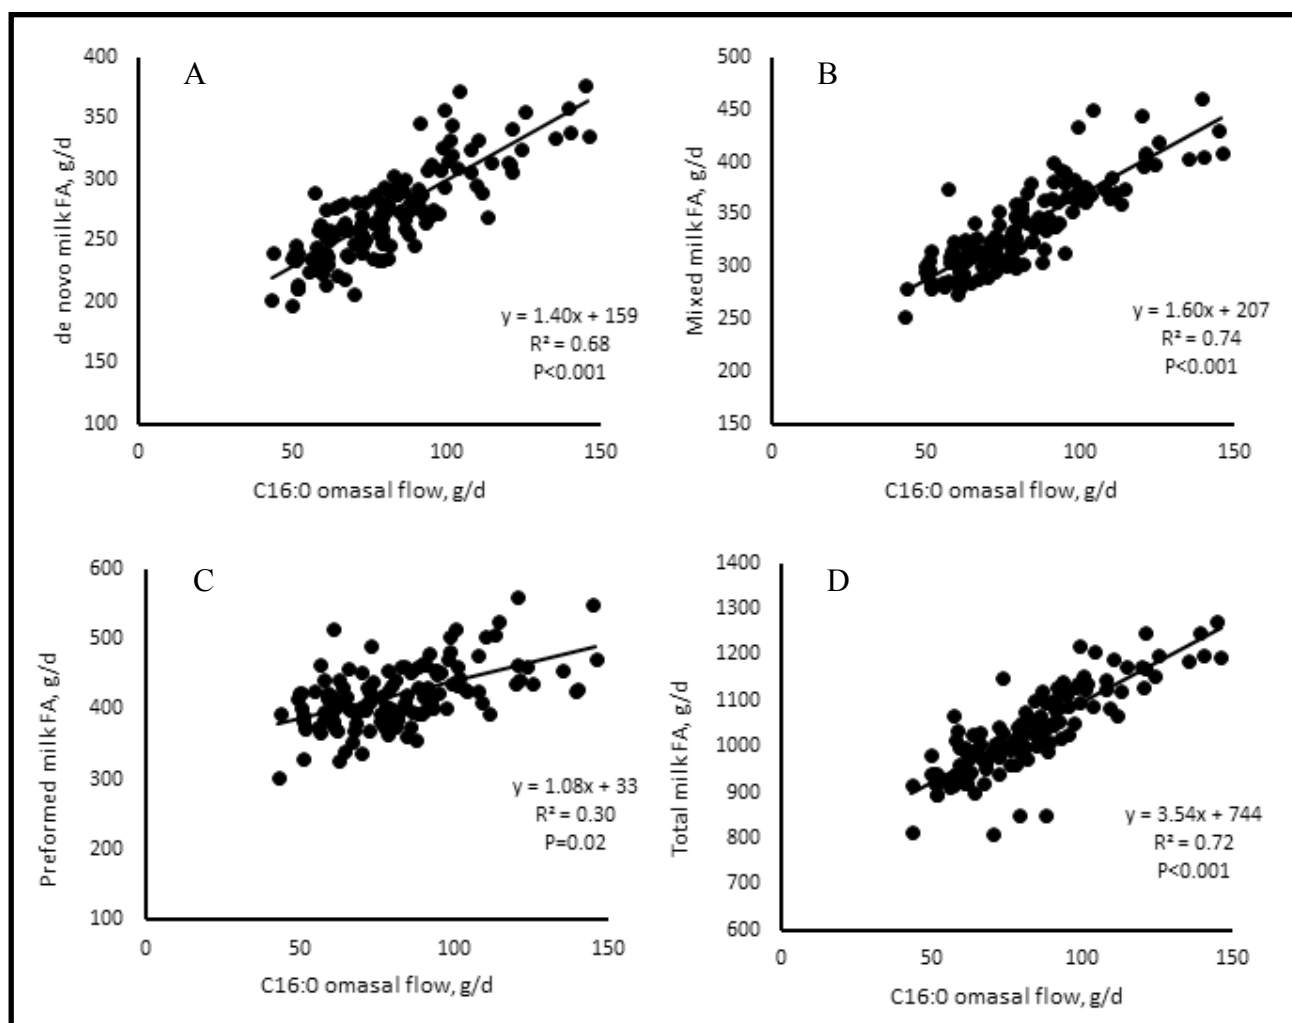 A
400
350
300
250
200
150
100
0
50
100
150
de novo milk FA, g/d
C16:0 omasal flow, g/d
y = 1.40x + 159
R² = 0.68
P<0.001
B
500
450
400
350
300
250
200
150
0
50
100
150
Mixed milk FA, g/d
C16:0 omasal flow, g/d
y = 1.60x + 207
R² = 0.74
P<0.001
C
600
500
400
300
200
100
0
50
100
150
Preformed milk FA, g/d
C16:0 omasal flow, g/d
y = 1.08x + 33
R² = 0.30
P=0.02
D
1400
1300
1200
1100
1000
900
800
700
600
0
50
100
150
Total milk FA, g/d
C16:0 omasal flow, g/d
y = 3.54x + 744
R² = 0.72
P<0.001